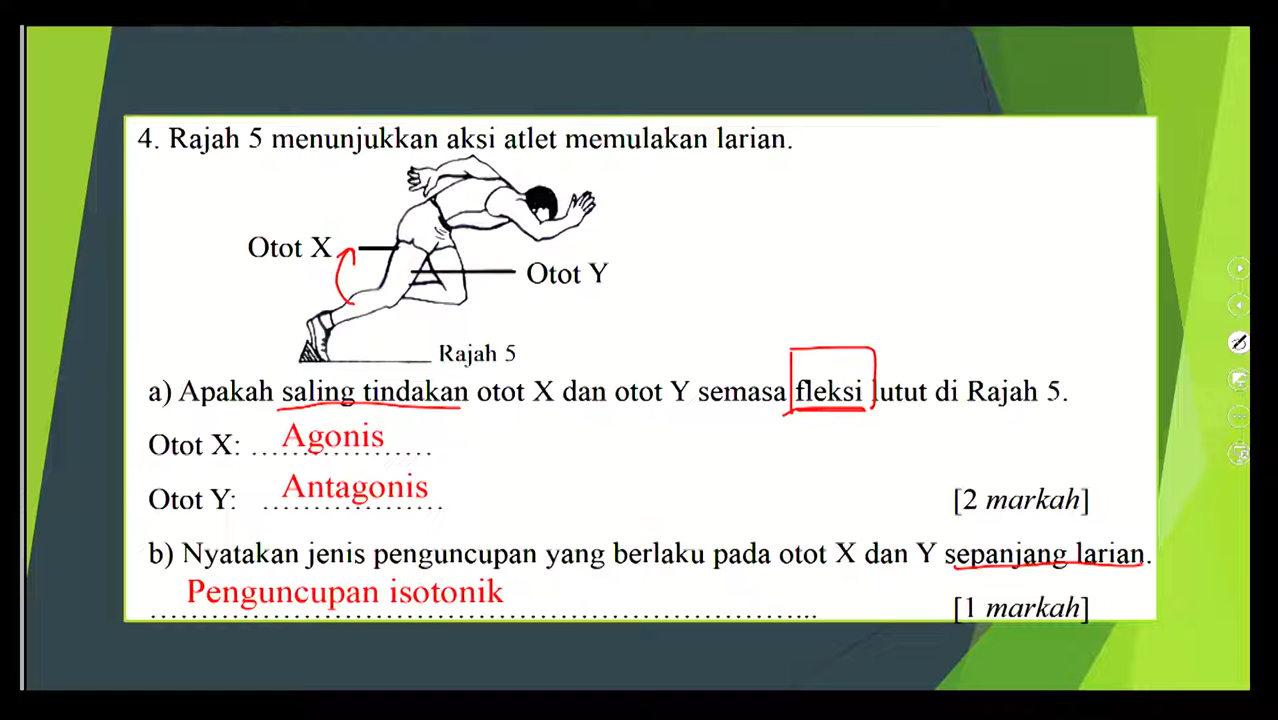 4. Rajah 5 menunjukkan aksi atlet memulakan larian.
Otot X
Otot Y
Rajah 5
a) Apakah saling tindakan otot X dan otot Y semasa fleksi lutut di Rajah 5.
Otot X: Agonis
Otot Y: Antagonis [2 markah]
b) Nyatakan jenis penguncupan yang berlaku pada otot X dan Y sepanjang larian.
Penguncupan isotonik
[1 markah]